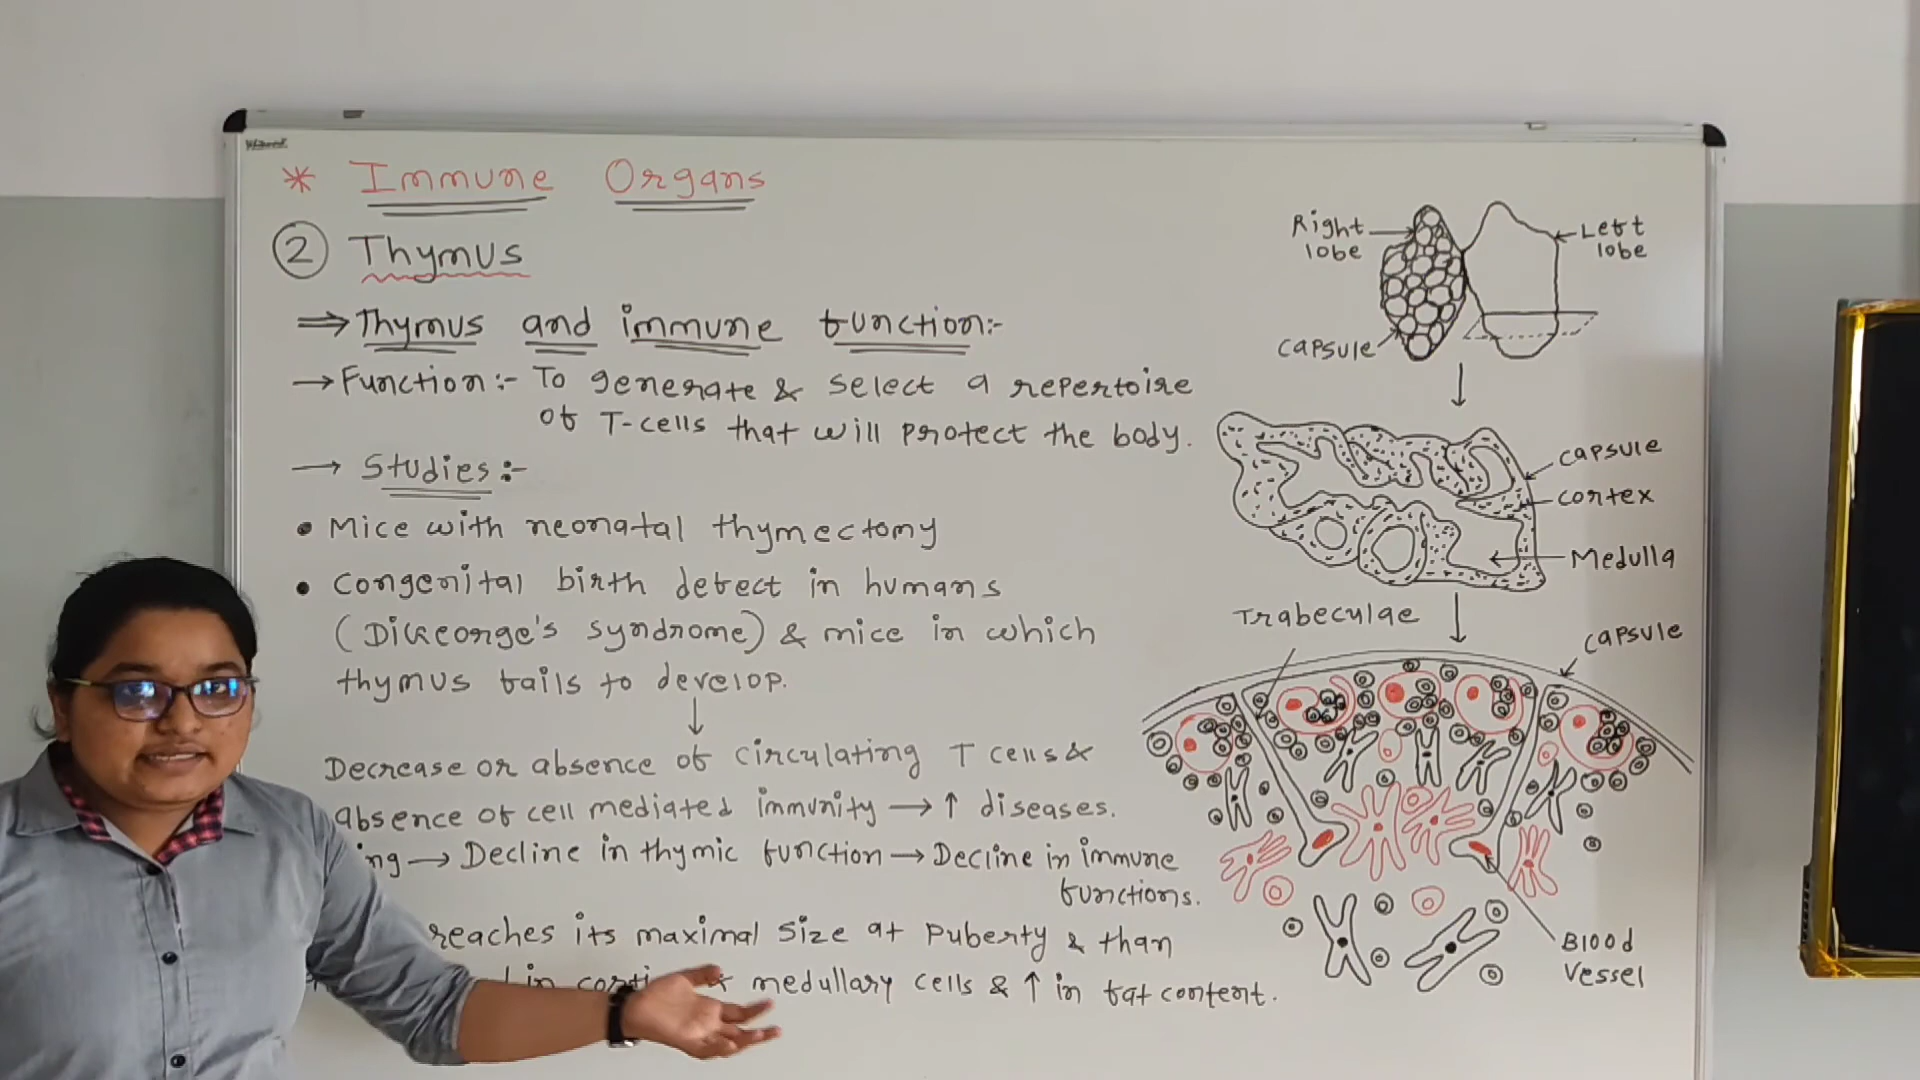 * Immune Organs
② Thymus
⇒ Thymus and immune function:-
→ Function:- To generate & select a repertoire
of T-cells that will protect the body.
→ Studies:-
• Mice with neonatal thymectomy
• Congenital birth defect in humans
(DiGeorge's syndrome) & mice in which
thymus fails to develop.
↓
Decrease or absence of circulating T cells &
absence of cell mediated immunity → ↑ diseases.
ing → Decline in thymic function → Decline in immune
functions.
reaches its maximal size at puberty & than
in medullary cells & ↑ in fat content.
Right
lobe
Left
lobe
capsule
capsule
cortex
Medulla
Trabeculae
capsule
Blood
vessel